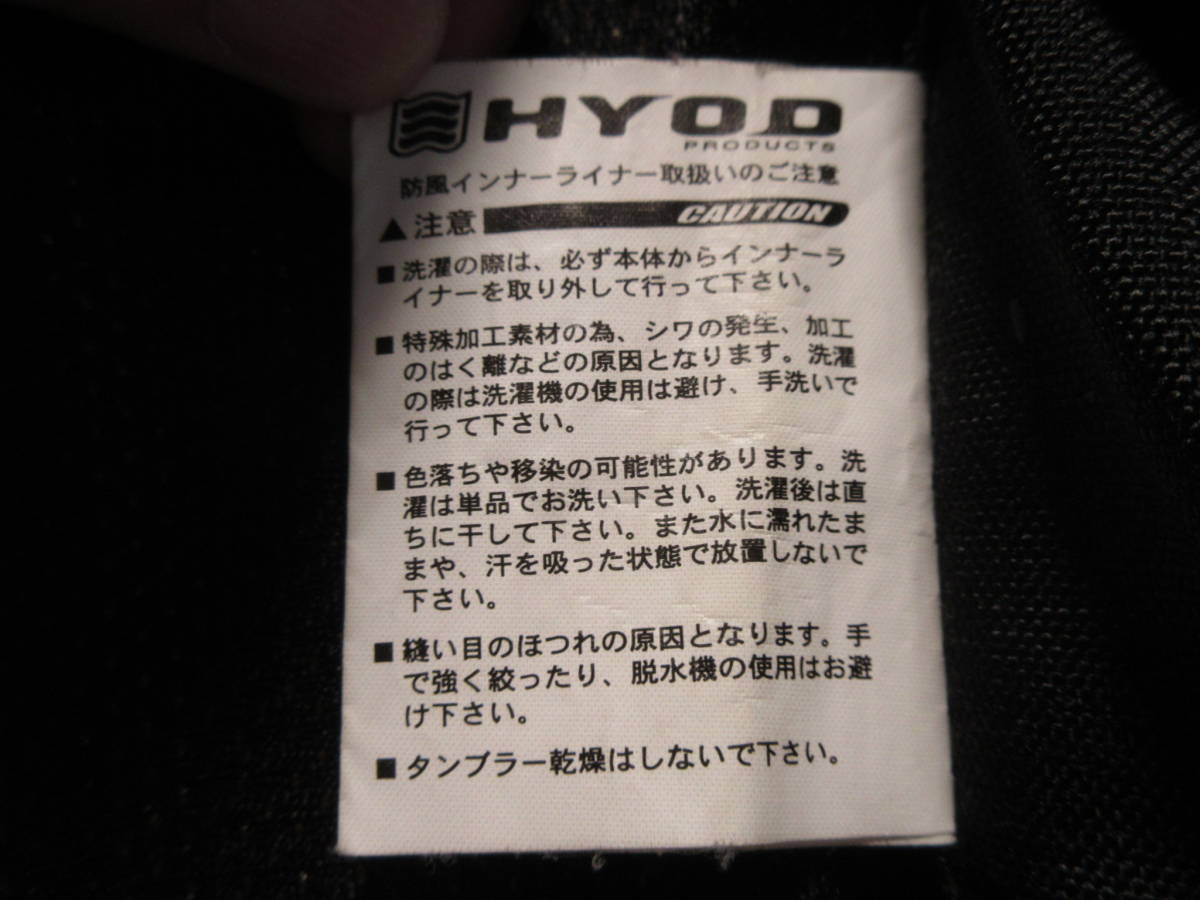 HYOD
PRODUCTS
防風インナーライナー取扱いのご注意
▲注意 CAUTION
■洗濯の際は、必ず本体からインナーラ
イナーを取り外して行って下さい。
■特殊加工素材の為、シワの発生、加工
のはく離などの原因となります。洗濯
の際は洗濯機の使用は避け、手洗いで
行って下さい。
■色落ちや移染の可能性があります。洗
濯は単品でお洗い下さい。洗濯後は直
ちに干して下さい。また水に濡れたま
まや、汗を吸った状態で放置しないで
下さい。
■縫い目のほつれの原因となります。手
で強く絞ったり、脱水機の使用はお避
け下さい。
■タンブラー乾燥はしないで下さい。